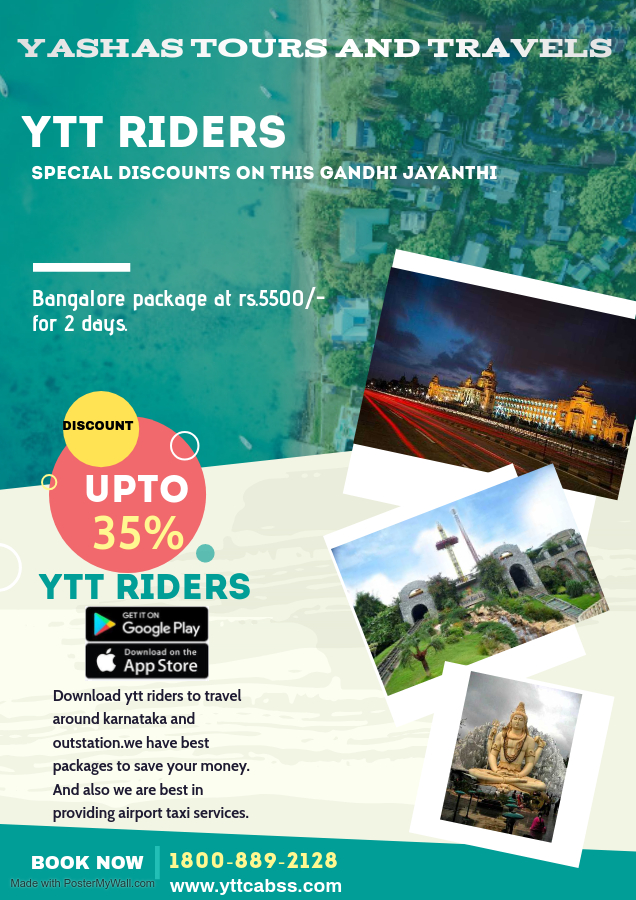 YASHAS TOURS AND TRAVELS
YTT RIDERS
SPECIAL DISCOUNTS ON THIS GANDHI JAYANTHI
Bangalore package at rs.5500/-
for 2 days.
DISCOUNT
UPTO
35%
YTT RIDERS
GET IT ON
Google Play
Download on the
App Store
Download ytt riders to travel
around karnataka and
outstation.we have best
packages to save your money.
And also we are best in
providing airport taxi services.
BOOK NOW
1800-889-2128
www.yttcabss.com
Made with PosterMyWall.com